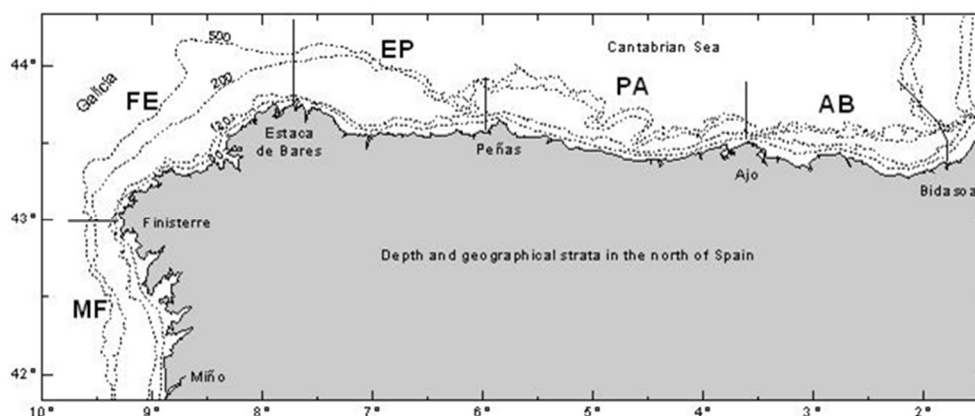 500
EP
Cantabrian Sea
44°
200
Galicia
FE
PA
AB
120
Estaca
de Bares
Peñas
Ajo
Bidasoa
43°
Finisterre
Depth and geographical strata in the north of Spain
MF
42°
Miño
10° 9° 8° 7° 6° 5° 4° 3° 2°